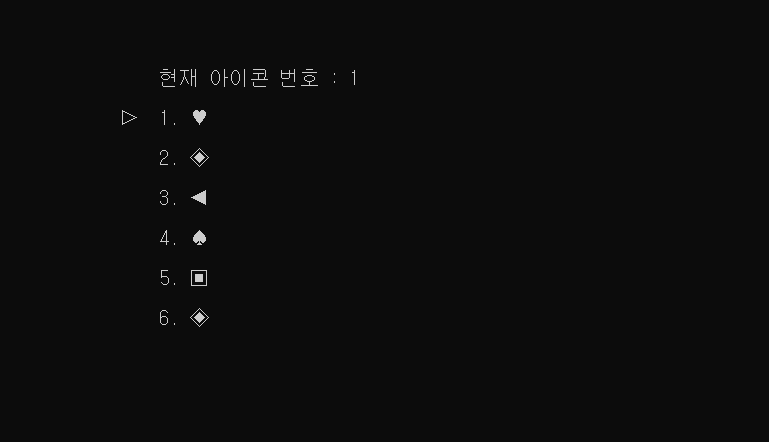 현재 아이콘 번호 : 1
▷ 1. ♥
2. ◈
3. ◀
4. ♠
5. ▣
6. ◈